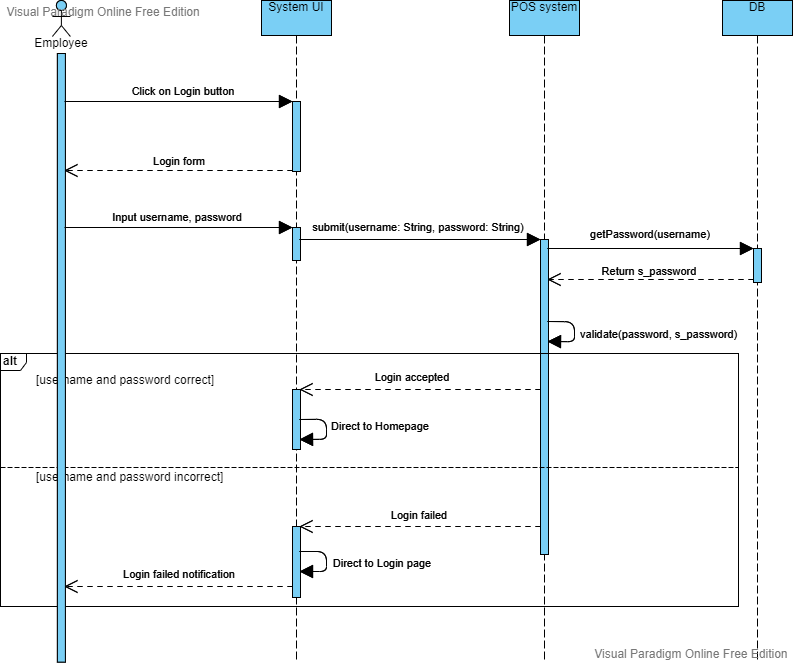 Visual Paradigm Online Free Edition
System UI
POS system
DB
Employee
Click on Login button
Login form
Input username, password
submit(username: String, password: String)
getPassword(username)
Return s_password
validate(password, s_password)
alt
[username and password correct]
Login accepted
Direct to Homepage
[username and password incorrect]
Login failed
Direct to Login page
Login failed notification
Visual Paradigm Online Free Edition